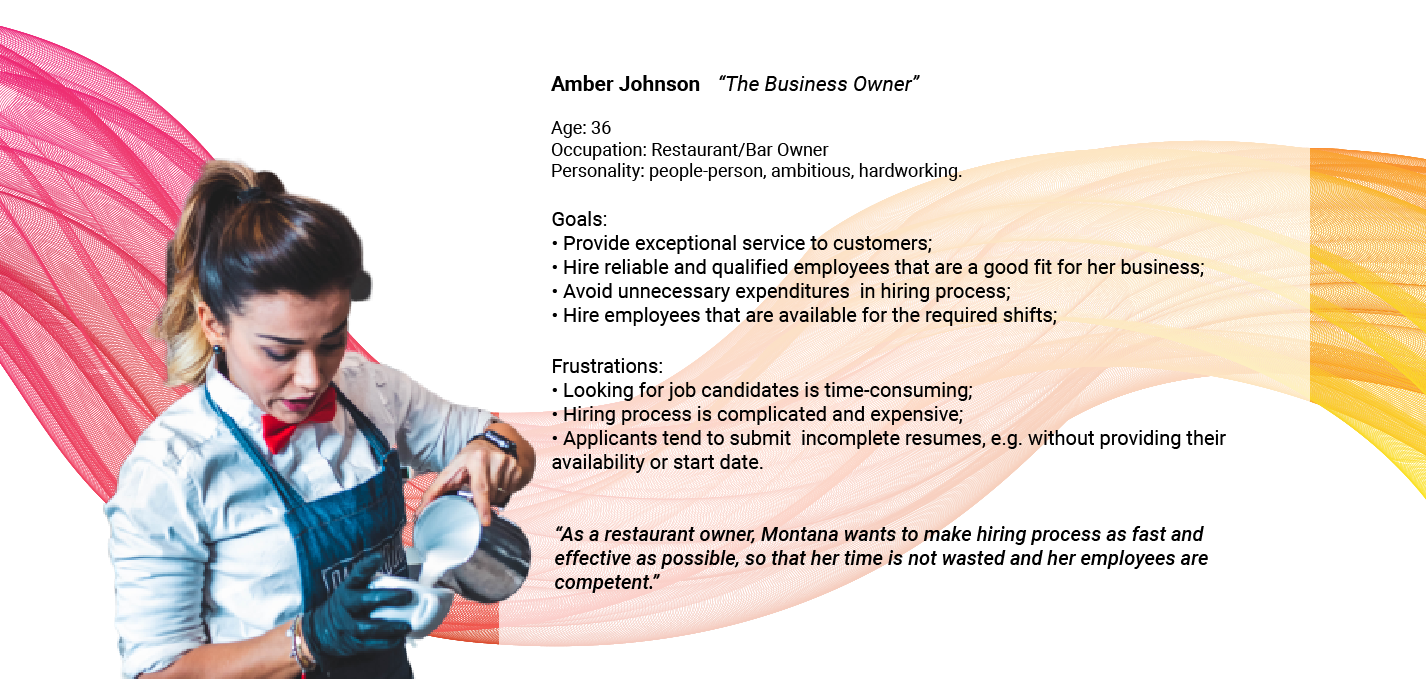 Amber Johnson “The Business Owner”
Age: 36
Occupation: Restaurant/Bar Owner
Personality: people-person, ambitious, hardworking.
Goals:
• Provide exceptional service to customers;
• Hire reliable and qualified employees that are a good fit for her business;
• Avoid unnecessary expenditures  in hiring process;
• Hire employees that are available for the required shifts;
Frustrations:
• Looking for job candidates is time-consuming;
• Hiring process is complicated and expensive;
• Applicants tend to submit  incomplete resumes, e.g. without providing their
availability or start date.
“As a restaurant owner, Montana wants to make hiring process as fast and
effective as possible, so that her time is not wasted and her employees are
competent.”